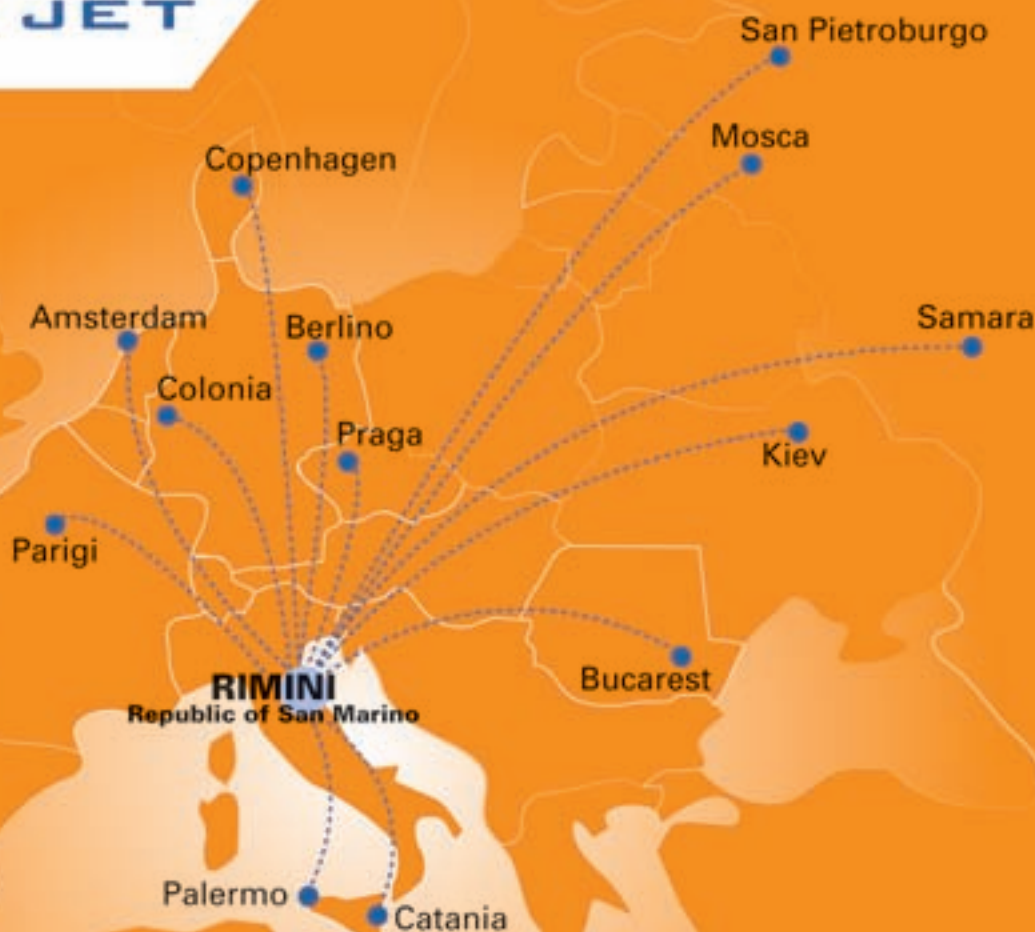 JET
San Pietroburgo
Mosca
Copenhagen
Amsterdam
Berlino
Samara
Colonia
Praga
Kiev
Parigi
Bucarest
RIMINI
Republic of San Marino
Palermo
Catania